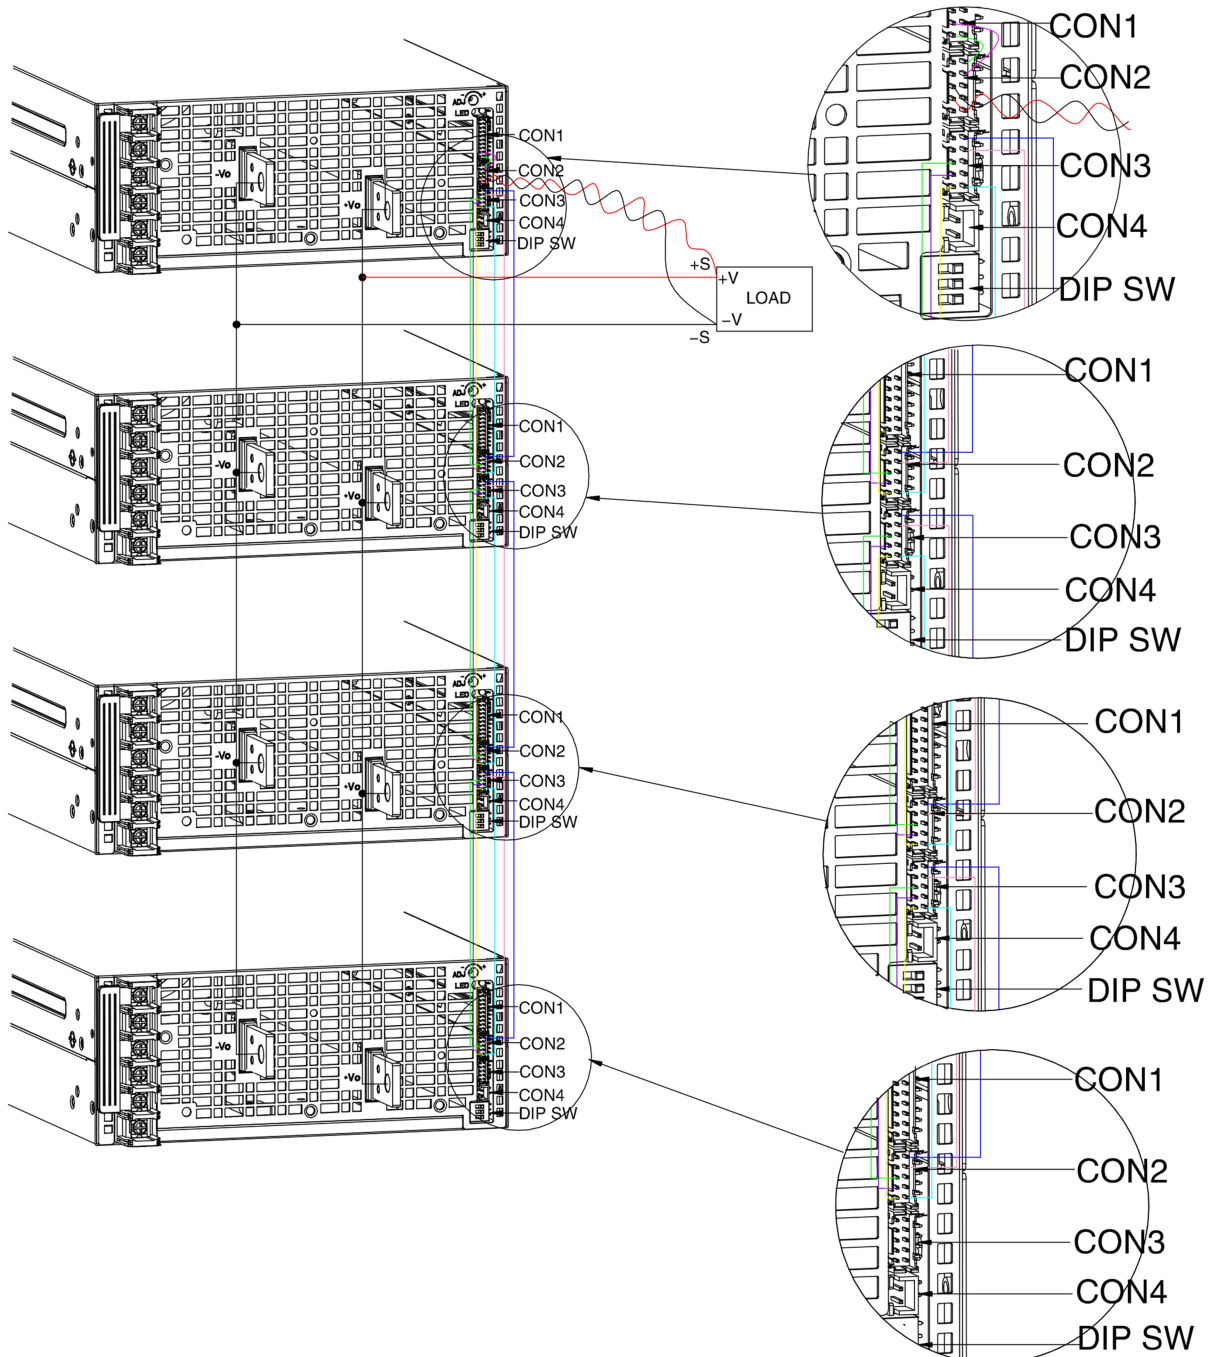 ADJ
- +
LED
CON1
CON2
CON3
CON4
DIP SW
-Vo
+Vo
+S
+V
LOAD
−V
−S
CON1
CON2
CON3
CON4
DIP SW
ADJ
- +
LED
CON1
CON2
CON3
CON4
DIP SW
-Vo
+Vo
CON1
CON2
CON3
CON4
DIP SW
ADJ
- +
LED
CON1
CON2
CON3
CON4
DIP SW
-Vo
+Vo
CON1
CON2
CON3
CON4
DIP SW
ADJ
- +
LED
CON1
CON2
CON3
CON4
DIP SW
-Vo
+Vo
CON1
CON2
CON3
CON4
DIP SW